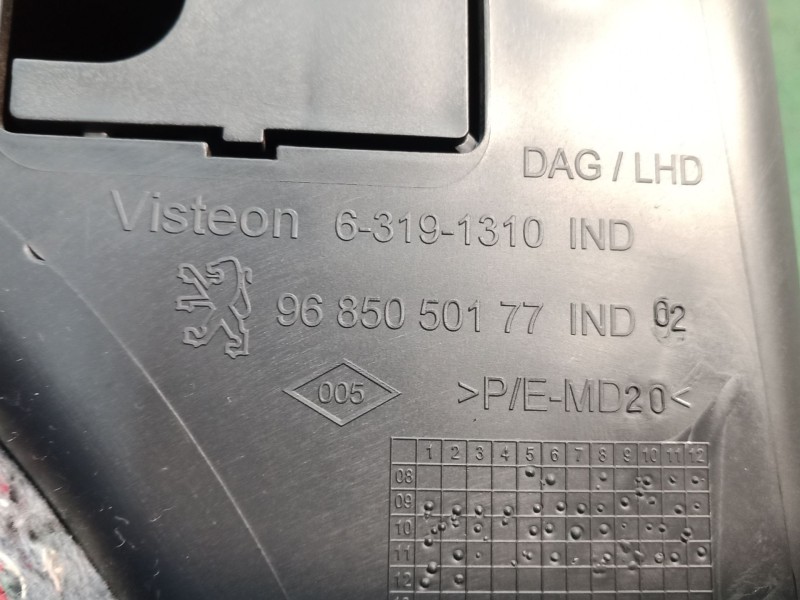 DAG / LHD
Visteon 6-319-1310 IND
96 850 501 77 IND 02
005 >P/E-MD20<
1 2 3 4 5 6 7 8 9 10 11 12
08
09
10
11
12